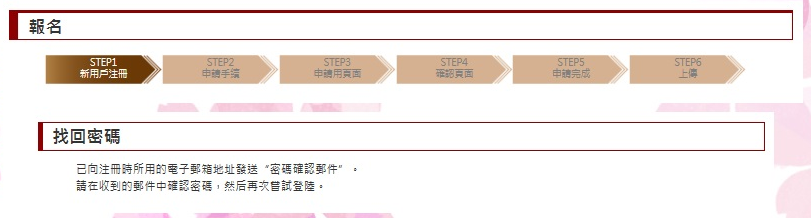 報名
STEP1
新用戶注冊
STEP2
申請手續
STEP3
申請用頁面
STEP4
確認頁面
STEP5
申請完成
STEP6
上傳
找回密碼
已向注冊時所用的電子郵箱地址發送“密碼確認郵件”。
請在收到的郵件中確認密碼，然后再次嘗試登陸。